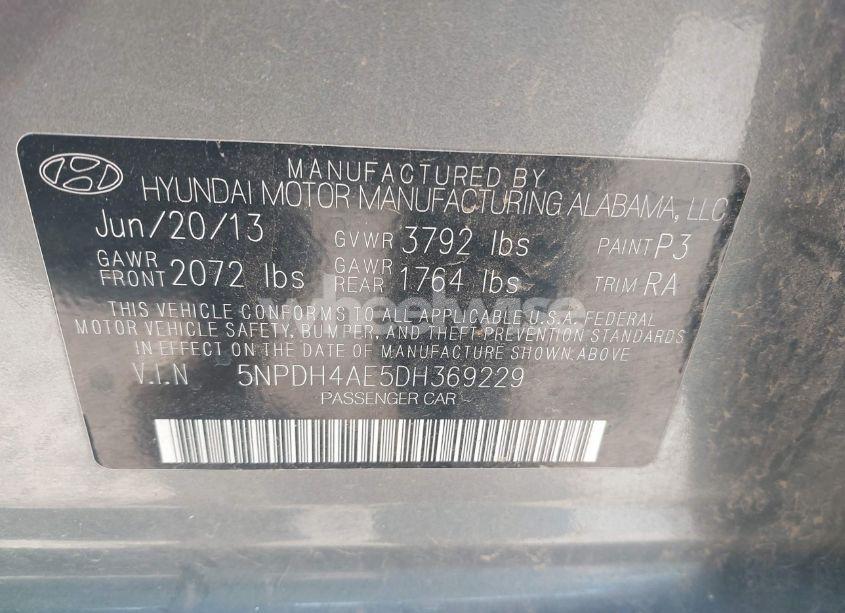 MANUFACTURED BY
HYUNDAI MOTOR MANUFACTURING ALABAMA, LLC
Jun/20/13 GVWR 3792 lbs PAINT P3
GAWR FRONT 2072 lbs GAWR REAR 1764 lbs TRIM RA
THIS VEHICLE CONFORMS TO ALL APPLICABLE U.S.A. FEDERAL
MOTOR VEHICLE SAFETY, BUMPER, AND THEFT PREVENTION STANDARDS
IN EFFECT ON THE DATE OF MANUFACTURE SHOWN ABOVE
V.I.N 5NPDH4AE5DH369229
PASSENGER CAR
wheelwise